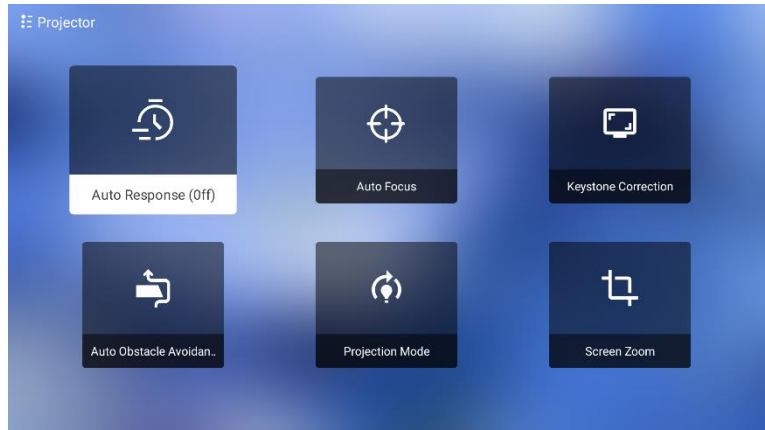 Projector
Auto Response (0ff)
Auto Focus
Keystone Correction
Auto Obstacle Avoidan..
Projection Mode
Screen Zoom